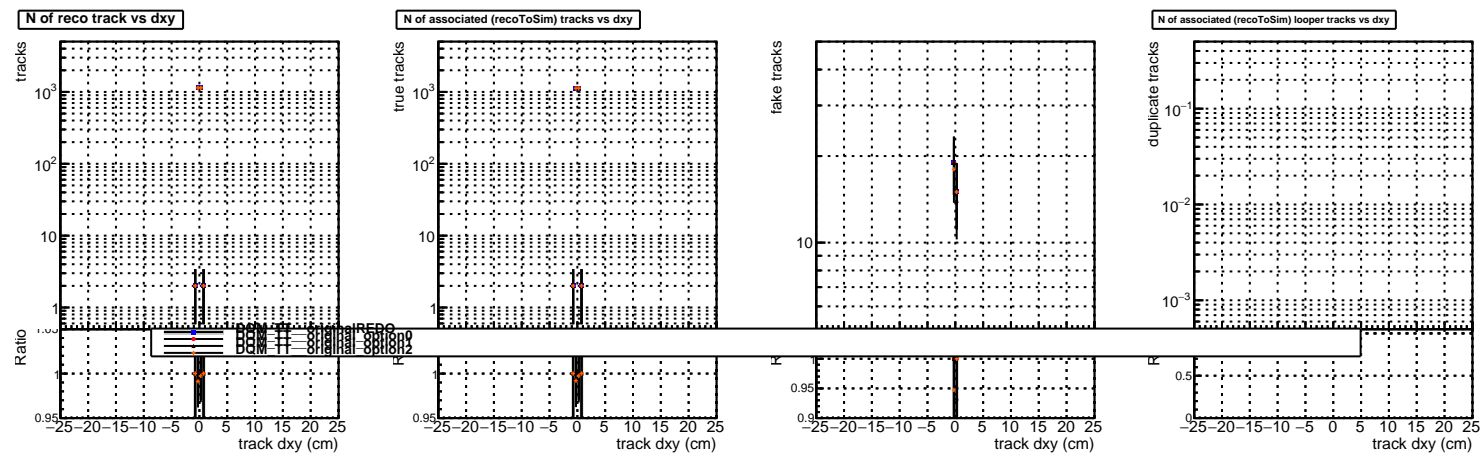 N of reco track vs dxy
tracks
10³
10²
10
1
Ratio
1
0.95
−25−20−15−10 −5 0 5 10 15 20 25
track dxy (cm)
N of associated (recoToSim) tracks vs dxy
true tracks
10³
10²
10
1
1
0.95
−25−20−15−10 −5 0 5 10 15 20 25
track dxy (cm)
fake tracks
10
1
0.95
0.9
−25−20−15−10 −5 0 5 10 15 20 25
track dxy (cm)
N of associated (recoToSim) looper tracks vs dxy
duplicate tracks
10⁻¹
10⁻²
10⁻³
0.5
0
−25−20−15−10 −5 0 5 10 15 20 25
track dxy (cm)
DQM_TT__originalREDO
DQM_TT__original_option0
DQM_TT__original_option1
DQM_TT__original_option2